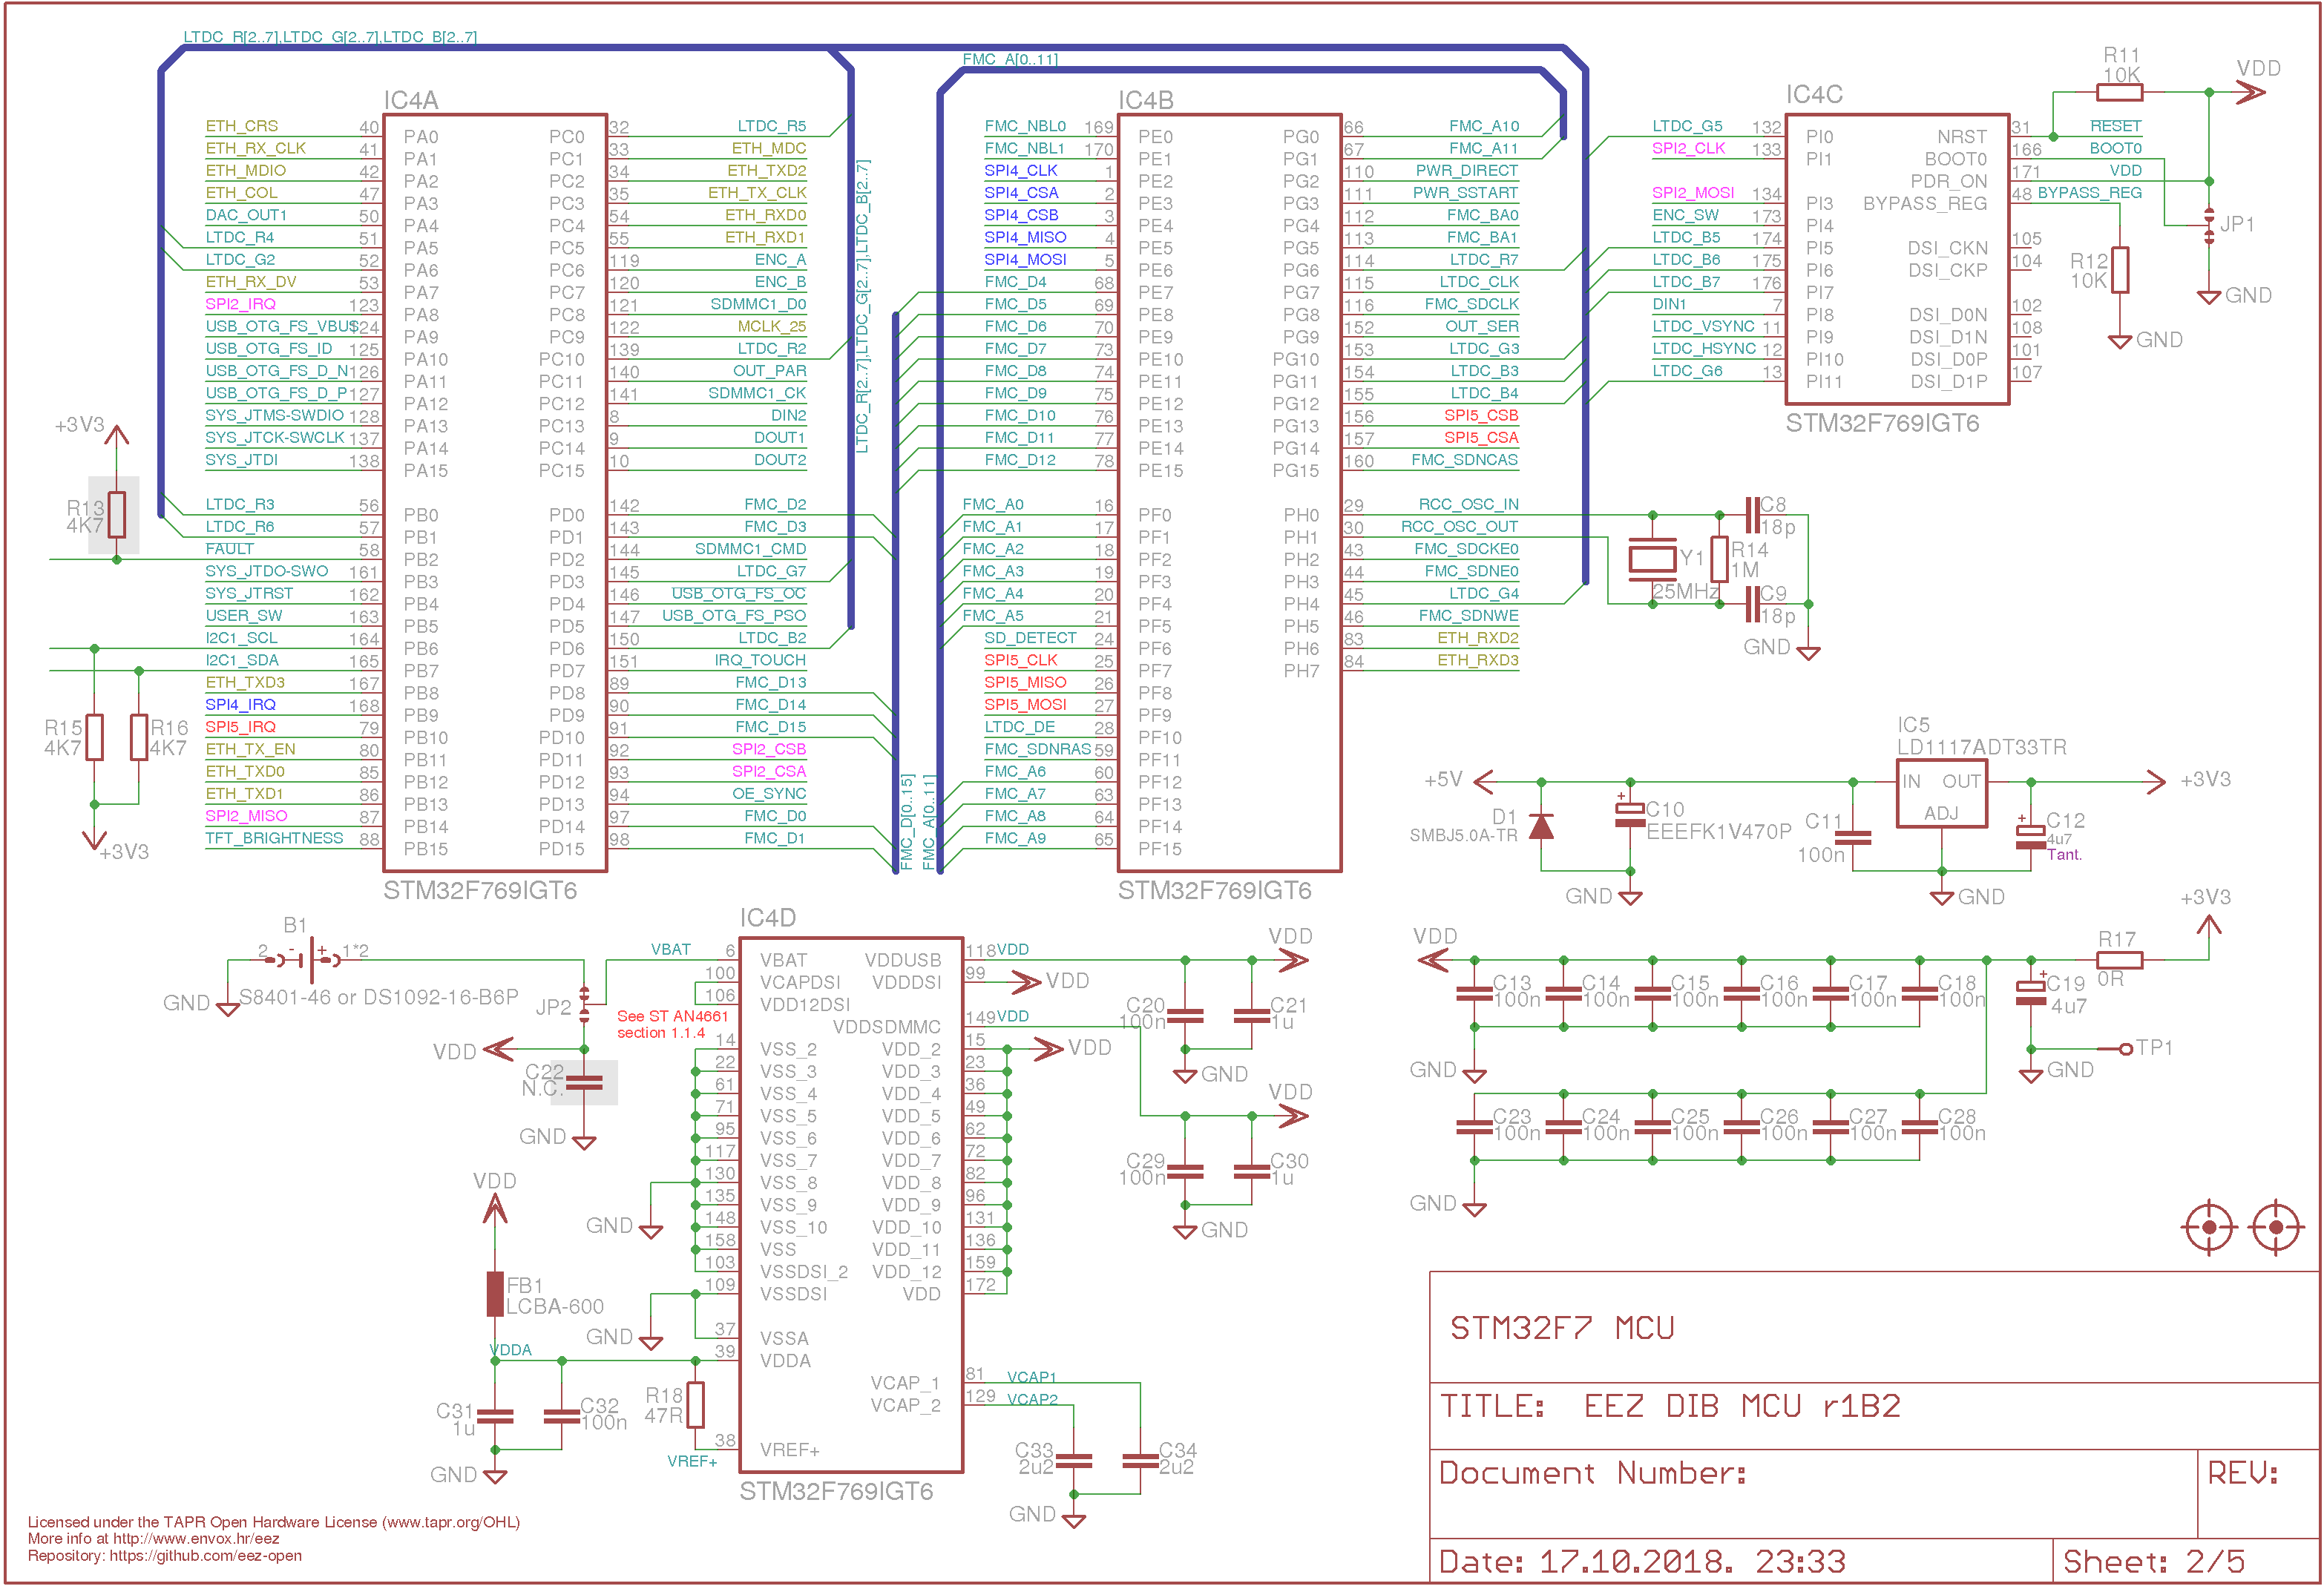 LTDC_R[2..7],LTDC_G[2..7],LTDC_B[2..7]
FMC_A[0..11]
IC4A
ETH_CRS 40 PA0
ETH_RX_CLK 41 PA1
ETH_MDIO 42 PA2
ETH_COL 47 PA3
DAC_OUT1 50 PA4
LTDC_R4 51 PA5
LTDC_G2 52 PA6
ETH_RX_DV 53 PA7
SPI2_IRQ 123 PA8
USB_OTG_FS_VBUS 124 PA9
USB_OTG_FS_ID 125 PA10
USB_OTG_FS_D_N 126 PA11
USB_OTG_FS_D_P 127 PA12
SYS_JTMS-SWDIO 128 PA13
SYS_JTCK-SWCLK 137 PA14
SYS_JTDI 138 PA15
LTDC_R3 56 PB0
LTDC_R6 57 PB1
FAULT 58 PB2
SYS_JTDO-SWO 161 PB3
SYS_JTRST 162 PB4
USER_SW 163 PB5
I2C1_SCL 164 PB6
I2C1_SDA 165 PB7
ETH_TXD3 167 PB8
SPI4_IRQ 168 PB9
SPI5_IRQ 79 PB10
ETH_TX_EN 80 PB11
ETH_TXD0 85 PB12
ETH_TXD1 86 PB13
SPI2_MISO 87 PB14
TFT_BRIGHTNESS 88 PB15
PC0 32 LTDC_R5
PC1 33 ETH_MDC
PC2 34 ETH_TXD2
PC3 35 ETH_TX_CLK
PC4 54 ETH_RXD0
PC5 55 ETH_RXD1
PC6 119 ENC_A
PC7 120 ENC_B
PC8 121 SDMMC1_D0
PC9 122 MCLK_25
PC10 139 LTDC_R2
PC11 140 OUT_PAR
PC12 141 SDMMC1_CK
PC13 8 DIN2
PC14 9 DOUT1
PC15 10 DOUT2
PD0 142 FMC_D2
PD1 143 FMC_D3
PD2 144 SDMMC1_CMD
PD3 145 LTDC_G7
PD4 146 USB_OTG_FS_OC
PD5 147 USB_OTG_FS_PSO
PD6 150 LTDC_B2
PD7 151 IRQ_TOUCH
PD8 89 FMC_D13
PD9 90 FMC_D14
PD10 91 FMC_D15
PD11 92 SPI2_CSB
PD12 93 SPI2_CSA
PD13 94 OE_SYNC
PD14 97 FMC_D0
PD15 98 FMC_D1
STM32F769IGT6
LTDC_R[2..7],LTDC_G[2..7],LTDC_B[2..7]
FMC_D[0..15]
FMC_A[0..11]
+3V3
R13
4K7
R15
4K7
R16
4K7
+3V3
IC4B
FMC_NBL0 169 PE0
FMC_NBL1 170 PE1
SPI4_CLK 1 PE2
SPI4_CSA 2 PE3
SPI4_CSB 3 PE4
SPI4_MISO 4 PE5
SPI4_MOSI 5 PE6
FMC_D4 68 PE7
FMC_D5 69 PE8
FMC_D6 70 PE9
FMC_D7 73 PE10
FMC_D8 74 PE11
FMC_D9 75 PE12
FMC_D10 76 PE13
FMC_D11 77 PE14
FMC_D12 78 PE15
FMC_A0 16 PF0
FMC_A1 17 PF1
FMC_A2 18 PF2
FMC_A3 19 PF3
FMC_A4 20 PF4
FMC_A5 21 PF5
SD_DETECT 24 PF6
SPI5_CLK 25 PF7
SPI5_MISO 26 PF8
SPI5_MOSI 27 PF9
LTDC_DE 28 PF10
FMC_SDNRAS 59 PF11
FMC_A6 60 PF12
FMC_A7 63 PF13
FMC_A8 64 PF14
FMC_A9 65 PF15
PG0 66 FMC_A10
PG1 67 FMC_A11
PG2 110 PWR_DIRECT
PG3 111 PWR_SSTART
PG4 112 FMC_BA0
PG5 113 FMC_BA1
PG6 114 LTDC_R7
PG7 115 LTDC_CLK
PG8 116 FMC_SDCLK
PG9 152 OUT_SER
PG10 153 LTDC_G3
PG11 154 LTDC_B3
PG12 155 LTDC_B4
PG13 156 SPI5_CSB
PG14 157 SPI5_CSA
PG15 160 FMC_SDNCAS
PH0 29 RCC_OSC_IN
PH1 30 RCC_OSC_OUT
PH2 43 FMC_SDCKE0
PH3 44 FMC_SDNE0
PH4 45 LTDC_G4
PH5 46 FMC_SDNWE
PH6 83 ETH_RXD2
PH7 84 ETH_RXD3
STM32F769IGT6
IC4C
LTDC_G5 132 PI0
SPI2_CLK 133 PI1
SPI2_MOSI 134 PI3
ENC_SW 173 PI4
LTDC_B5 174 PI5
LTDC_B6 175 PI6
LTDC_B7 176 PI7
DIN1 7 PI8
LTDC_VSYNC 11 PI9
LTDC_HSYNC 12 PI10
LTDC_G6 13 PI11
NRST 31 RESET
BOOT0 166 BOOT0
PDR_ON 171 VDD
BYPASS_REG 48 BYPASS_REG
DSI_CKN 105
DSI_CKP 104
DSI_D0N 102
DSI_D1N 108
DSI_D0P 101
DSI_D1P 107
STM32F769IGT6
R11
10K
VDD
JP1
GND
R12
10K
GND
C8
18p
Y1
25MHz
R14
1M
C9
18p
GND
IC5
LD1117ADT33TR
IN OUT
ADJ
+5V
+3V3
D1
SMBJ5.0A-TR
+
C10
EEEFK1V470P
C11
100n
+
C12
4u7
Tant.
GND
GND
B1
2 - + 1*2
GND
S8401-46 or DS1092-16-B6P
JP2
VBAT
VDD
C22
N.C.
GND
See ST AN4661
section 1.1.4
IC4D
6 VBAT
100 VCAPDSI
106 VDD12DSI
14 VSS_2
22 VSS_3
61 VSS_4
71 VSS_5
95 VSS_6
117 VSS_7
130 VSS_8
135 VSS_9
148 VSS_10
158 VSS
103 VSSDSI_2
109 VSSDSI
37 VSSA
39 VDDA
38 VREF+
VDDUSB 118 VDD
VDDDSI 99 VDD
VDDSDMMC 149 VDD
VDD_2 15 VDD
VDD_3 23
VDD_4 36
VDD_5 49
VDD_6 62
VDD_7 72
VDD_8 82
VDD_9 96
VDD_10 131
VDD_11 136
VDD_12 159
VDD 172
VCAP_1 81 VCAP1
VCAP_2 129 VCAP2
STM32F769IGT6
GND
GND
VDD
FB1
LCBA-600
VDDA
C31
1u
C32
100n
R18
47R
VREF+
GND
C33
2u2
C34
2u2
GND
VDD
C20
100n
C21
1u
GND
VDD
C29
100n
C30
1u
GND
+3V3
VDD
R17
0R
C13
100n
C14
100n
C15
100n
C16
100n
C17
100n
C18
100n
+
C19
4u7
TP1
GND
GND
C23
100n
C24
100n
C25
100n
C26
100n
C27
100n
C28
100n
GND
STM32F7 MCU
TITLE: EEZ DIB MCU r1B2
Document Number:
REV:
Date: 17.10.2018. 23:33
Sheet: 2/5
Licensed under the TAPR Open Hardware License (www.tapr.org/OHL)
More info at http://www.envox.hr/eez
Repository: https://github.com/eez-open